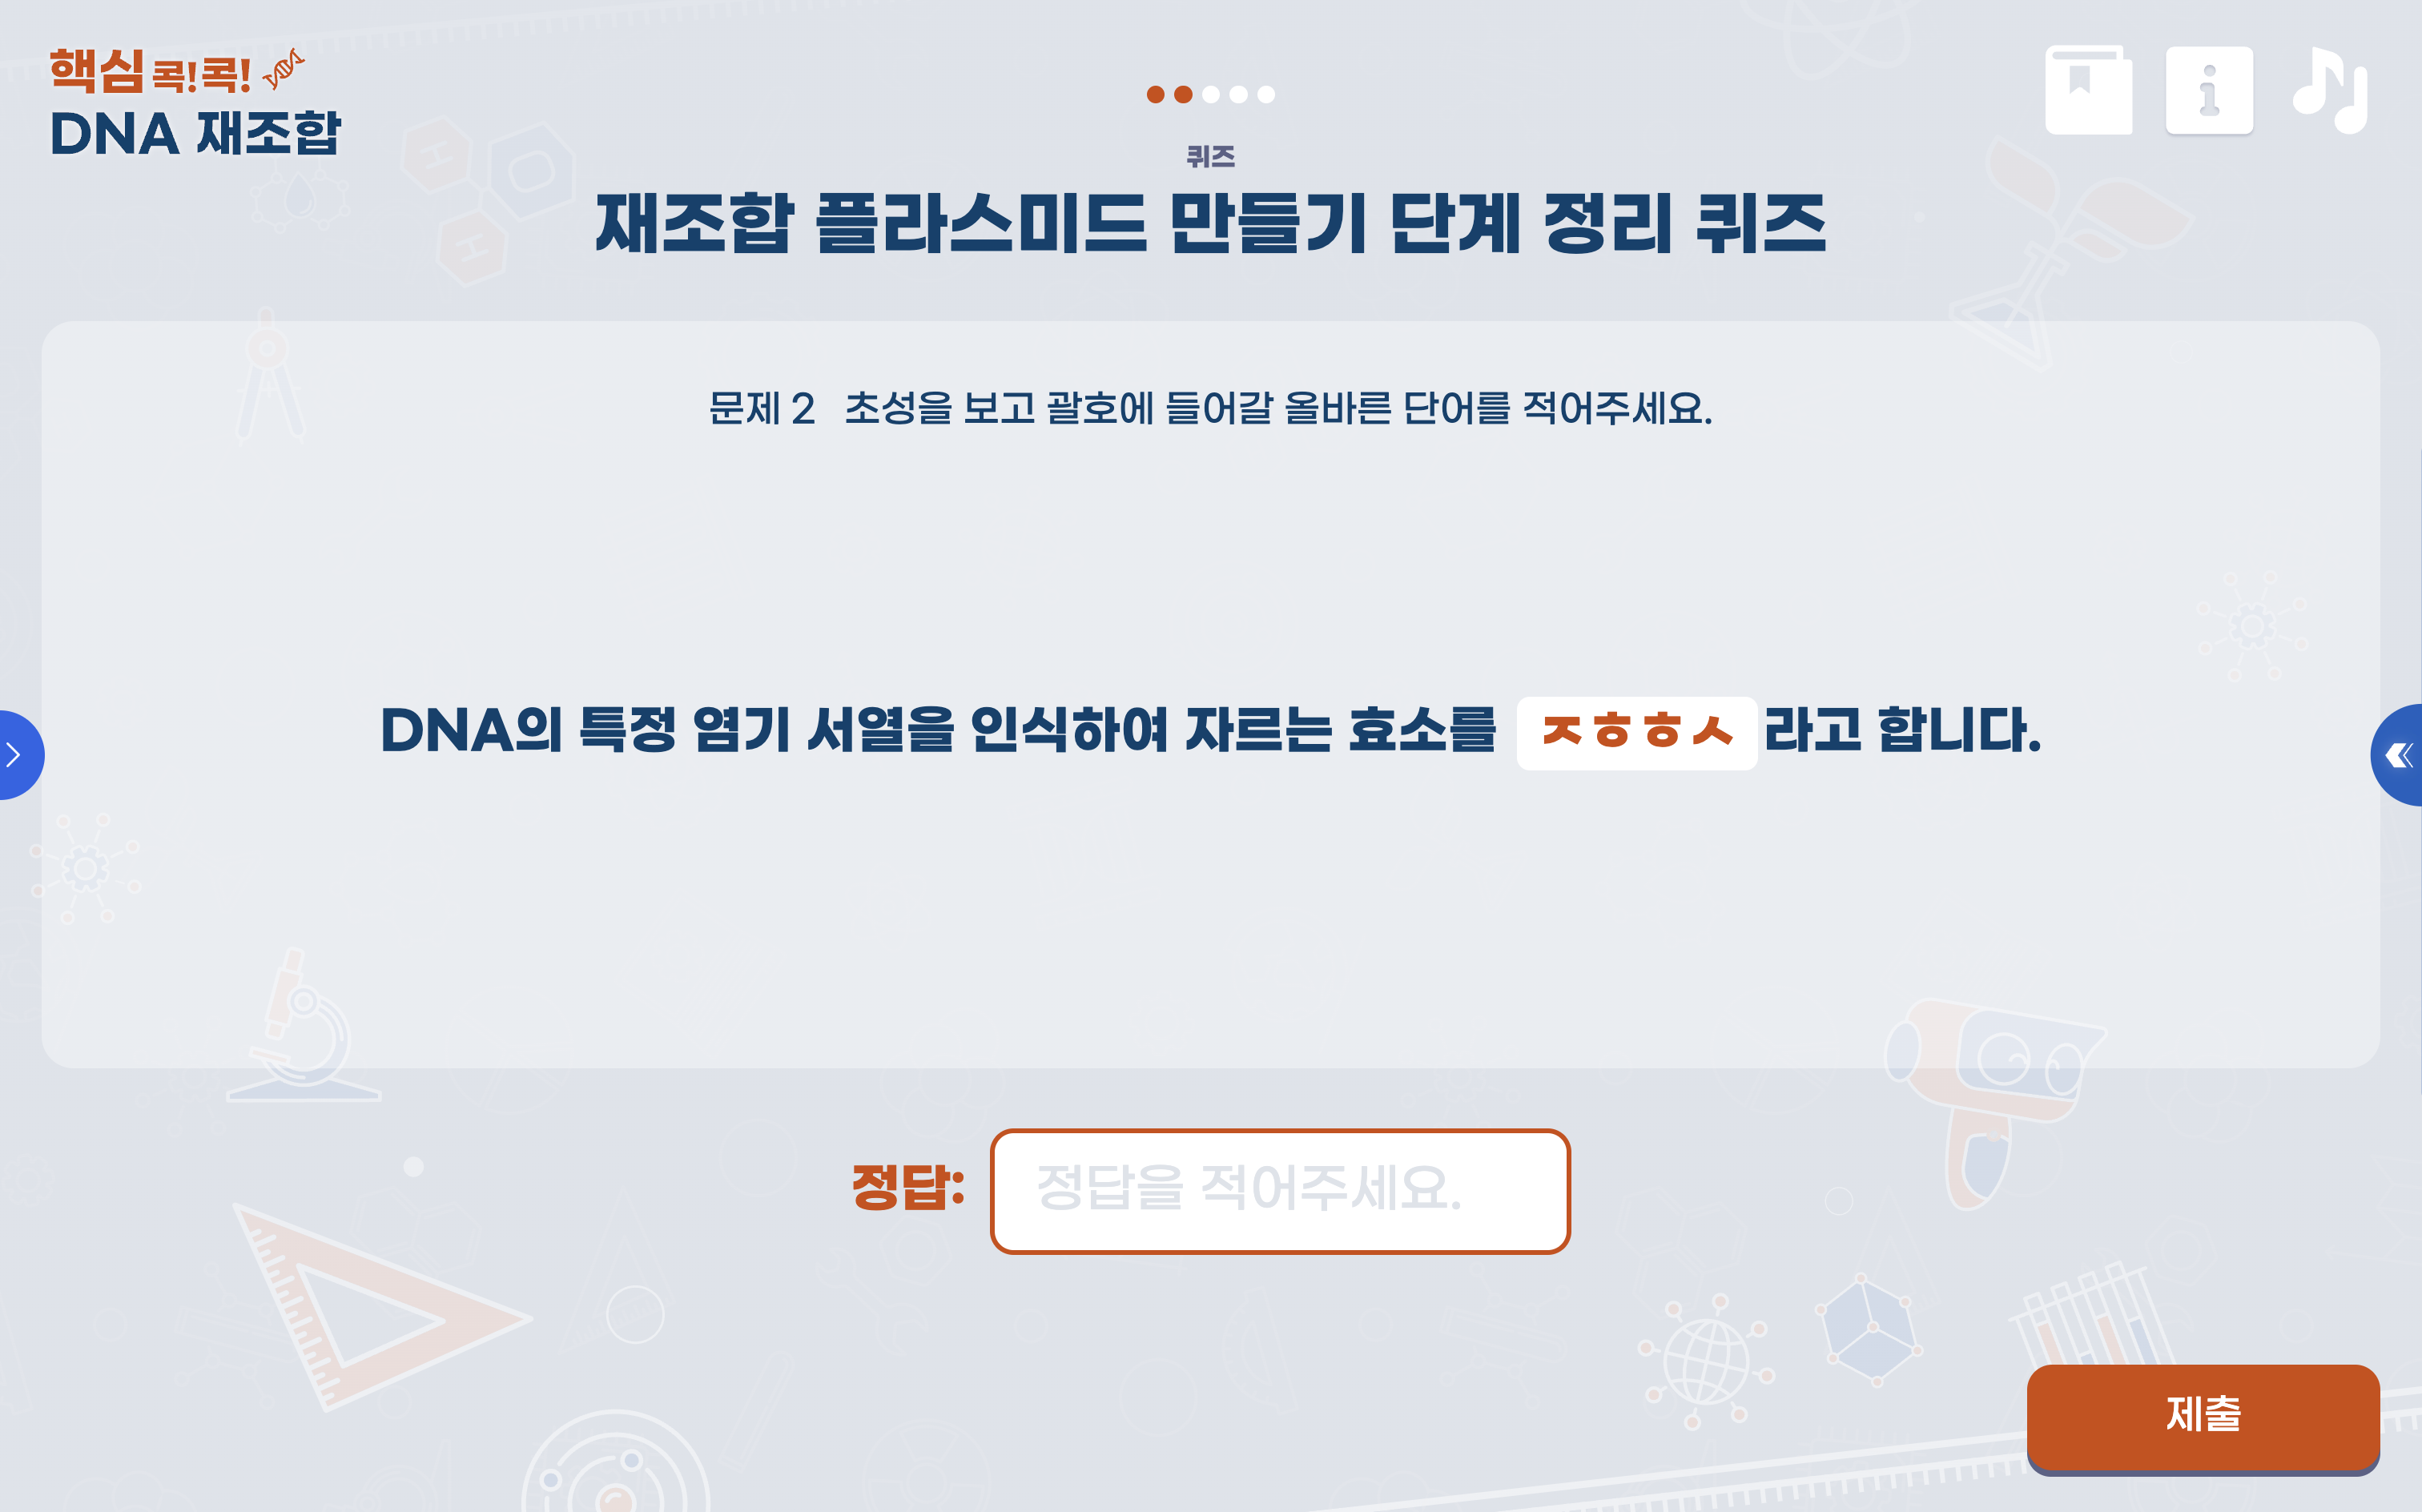 핵심 콕!콕!
DNA 재조합
퀴즈
재조합 플라스미드 만들기 단계 정리 퀴즈
문제 2 초성을 보고 괄호에 들어갈 올바른 단어를 적어주세요.
DNA의 특정 염기 서열을 인식하여 자르는 효소를 ㅈㅎㅎㅅ라고 합니다.
정답: 정답을 적어주세요.
제출